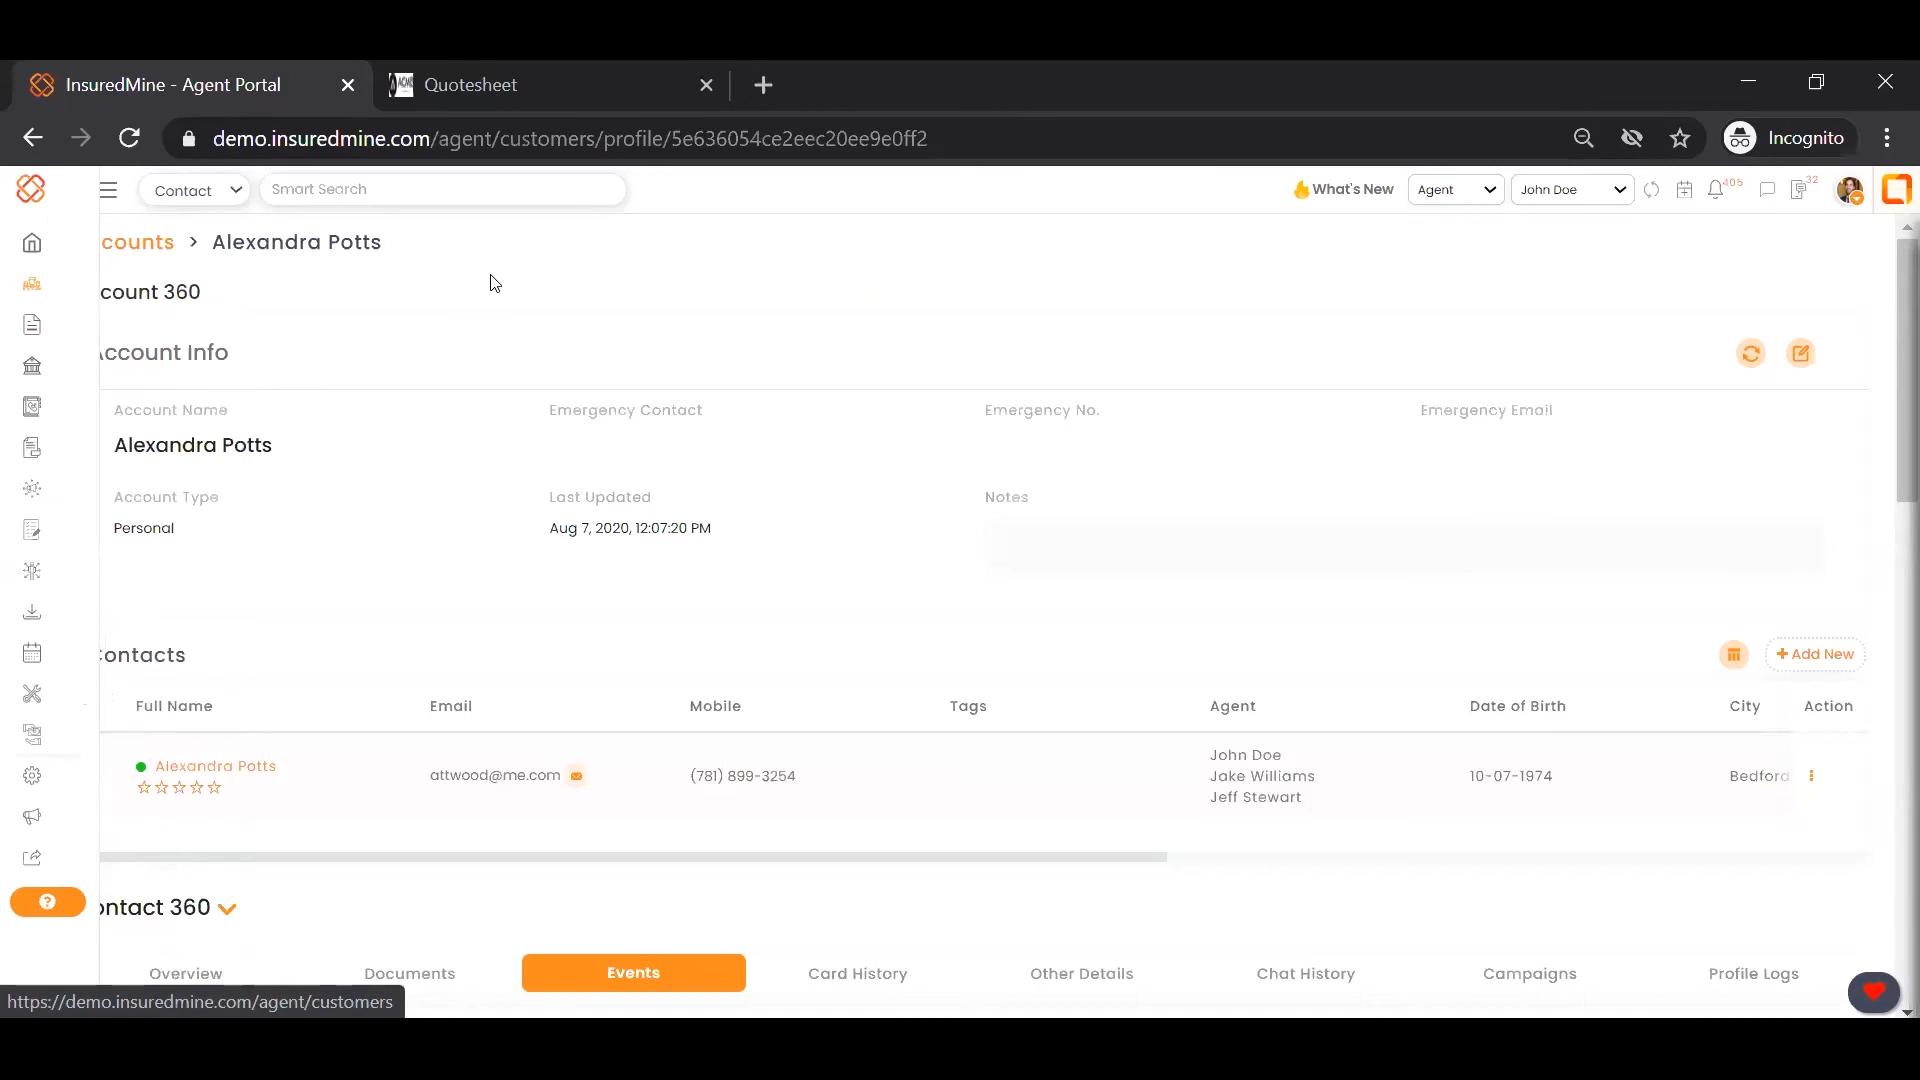 InsuredMine - Agent Portal
Quotesheet
demo.insuredmine.com/agent/customers/profile/5e636054ce2eec20ee9e0ff2
Incognito
Contact
Smart Search
What's New
Agent
John Doe
405
32
counts > Alexandra Potts
count 360
Account Info
Account Name
Emergency Contact
Emergency No.
Emergency Email
Alexandra Potts
Account Type
Last Updated
Notes
Personal
Aug 7, 2020, 12:07:20 PM
Contacts
+ Add New
Full Name
Email
Mobile
Tags
Agent
Date of Birth
City
Action
Alexandra Potts
attwood@me.com
(781) 899-3254
John Doe
Jake Williams
Jeff Stewart
10-07-1974
Bedford
ontact 360
Overview
Documents
Events
Card History
Other Details
Chat History
Campaigns
Profile Logs
https://demo.insuredmine.com/agent/customers